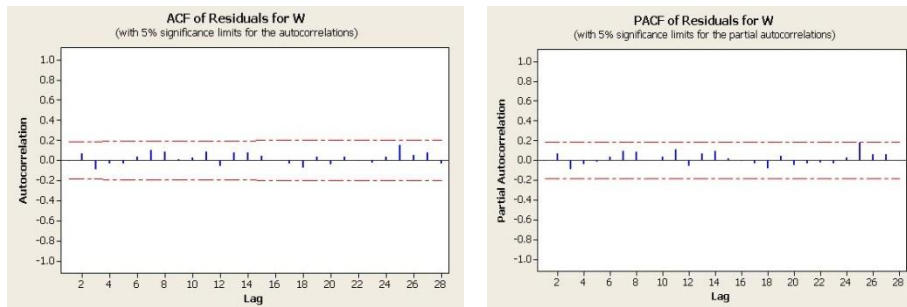 ACF of Residuals for W
(with 5% significance limits for the autocorrelations)
1.0
0.8
0.6
0.4
0.2
0.0
-0.2
-0.4
-0.6
-0.8
-1.0
Autocorrelation
2 4 6 8 10 12 14 16 18 20 22 24 26 28
Lag
PACF of Residuals for W
(with 5% significance limits for the partial autocorrelations)
1.0
0.8
0.6
0.4
0.2
0.0
-0.2
-0.4
-0.6
-0.8
-1.0
Partial Autocorrelation
2 4 6 8 10 12 14 16 18 20 22 24 26 28
Lag